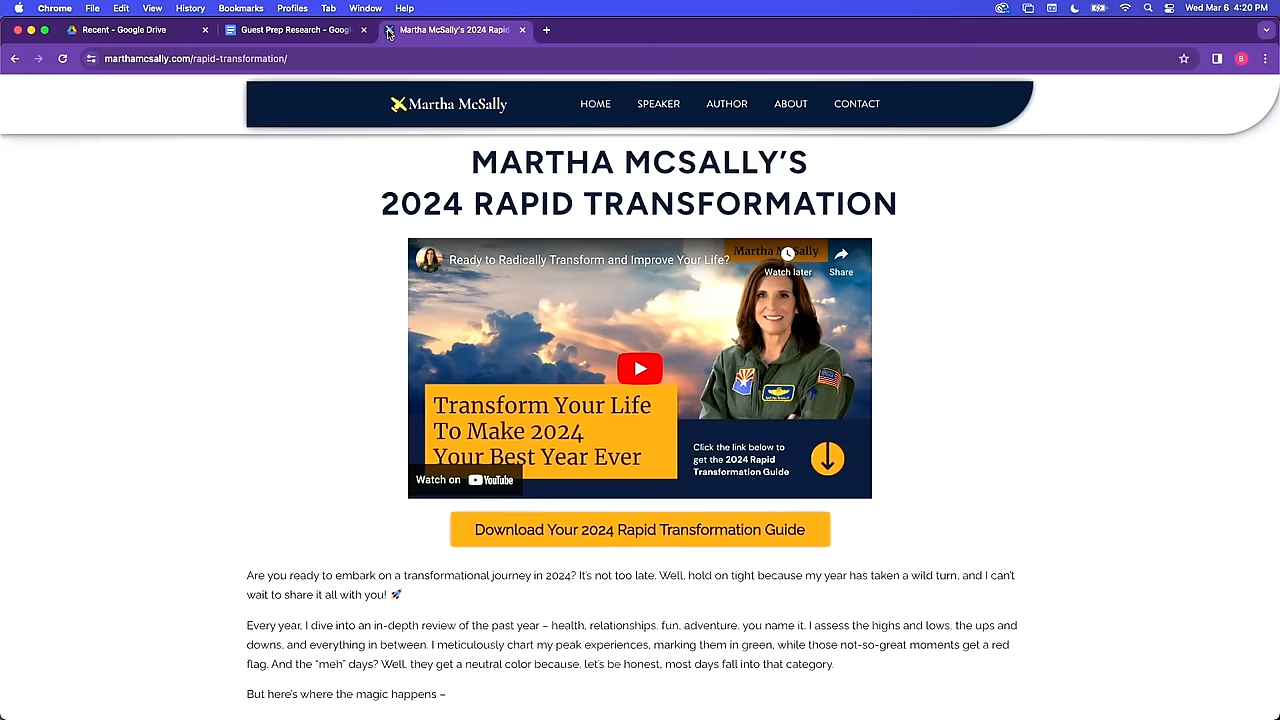 Chrome File Edit View History Bookmarks Profiles Tab Window Help Wed Mar 6 4:20 PM
Recent - Google Drive Guest Prep Research - Googl Martha McSally's 2024 Rapid
marthamcsally.com/rapid-transformation/ B
Martha McSally HOME SPEAKER AUTHOR ABOUT CONTACT
MARTHA MCSALLY'S
2024 RAPID TRANSFORMATION
Ready to Radically Transform and Improve Your Life? Martha McSally
Watch later Share
Transform Your Life
To Make 2024
Your Best Year Ever
Click the link below to
get the 2024 Rapid
Transformation Guide
Watch on YouTube
Download Your 2024 Rapid Transformation Guide
Are you ready to embark on a transformational journey in 2024? It's not too late. Well, hold on tight because my year has taken a wild turn, and I can't
wait to share it all with you! 🚀
Every year, I dive into an in-depth review of the past year – health, relationships, fun, adventure, you name it. I assess the highs and lows, the ups and
downs, and everything in between. I meticulously chart my peak experiences, marking them in green, while those not-so-great moments get a red
flag. And the “meh” days? Well, they get a neutral color because, let's be honest, most days fall into that category.
But here's where the magic happens –